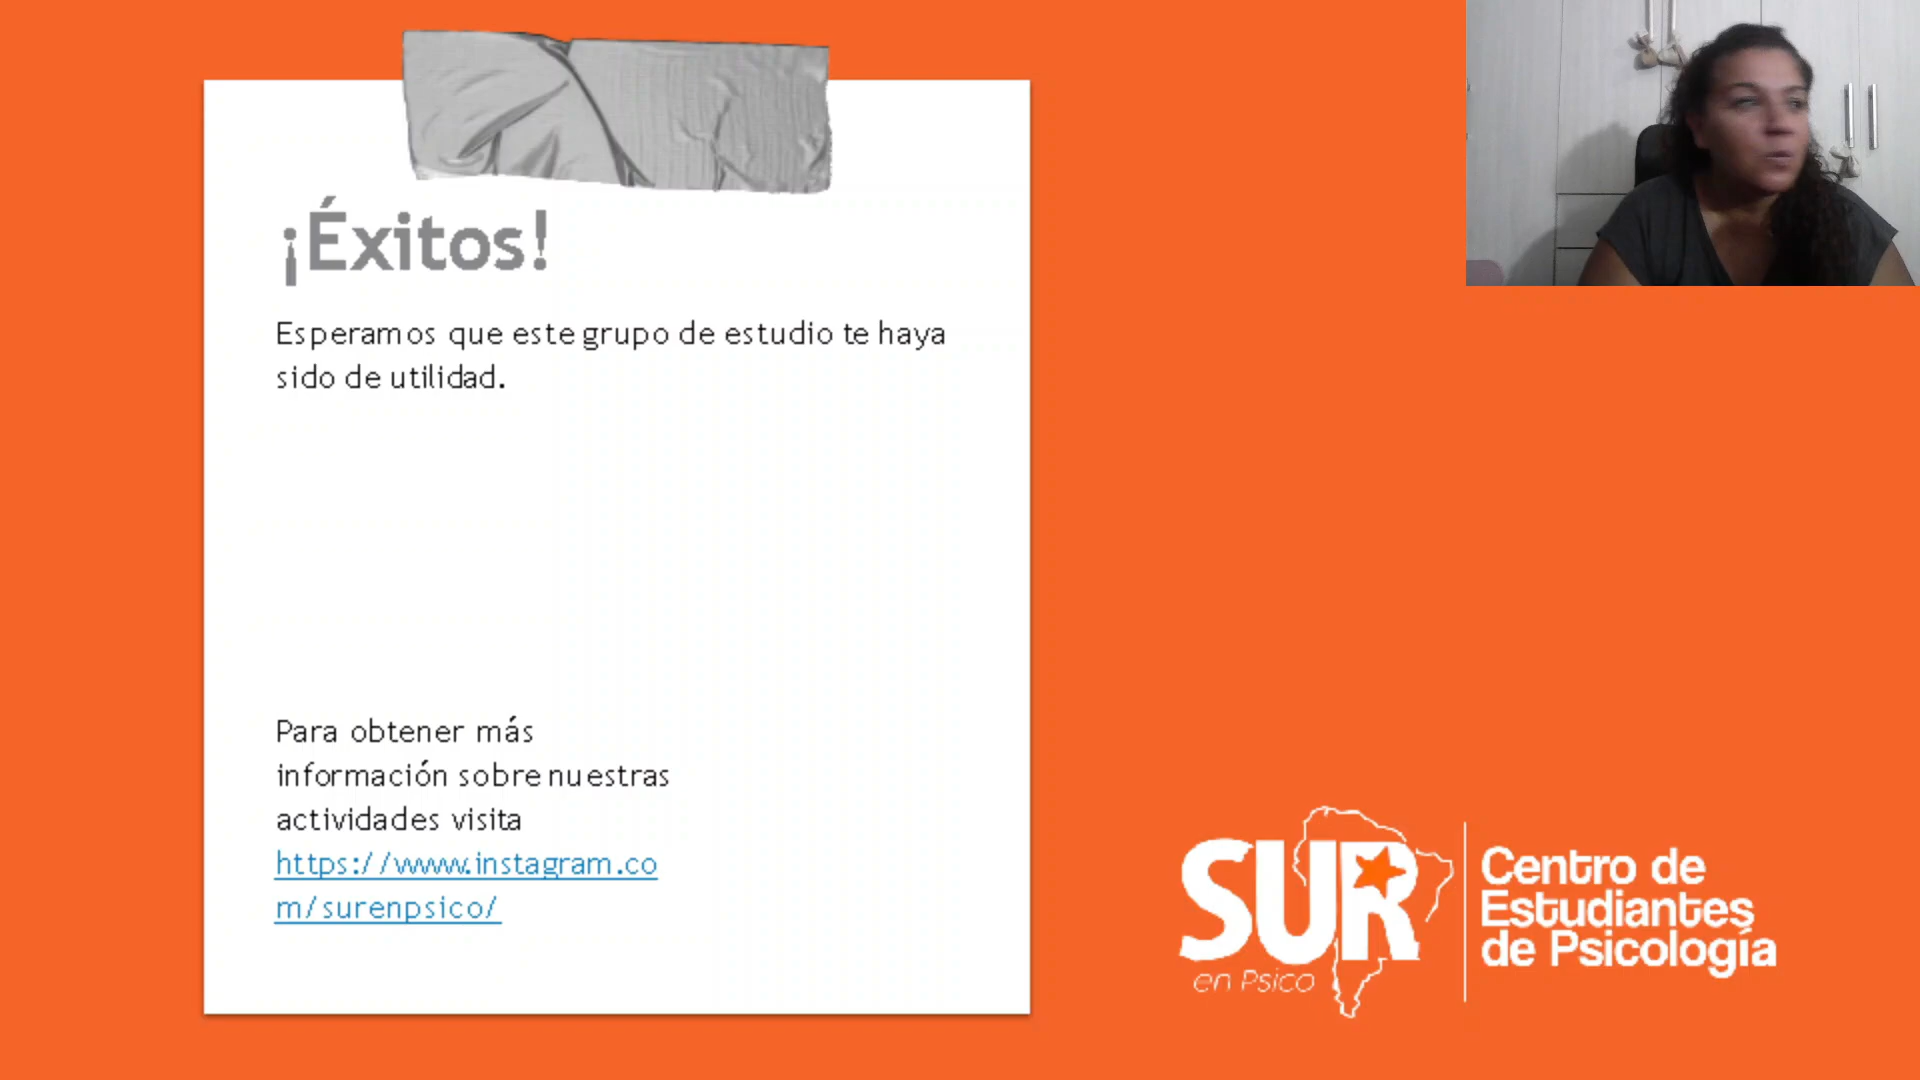 ¡Éxitos!
Esperamos que este grupo de estudio te haya
sido de utilidad.
Para obtener más
información sobre nuestras
actividades visita
https://www.instagram.co
m/surenpsico/
SUR
en Psico
Centro de
Estudiantes
de Psicología